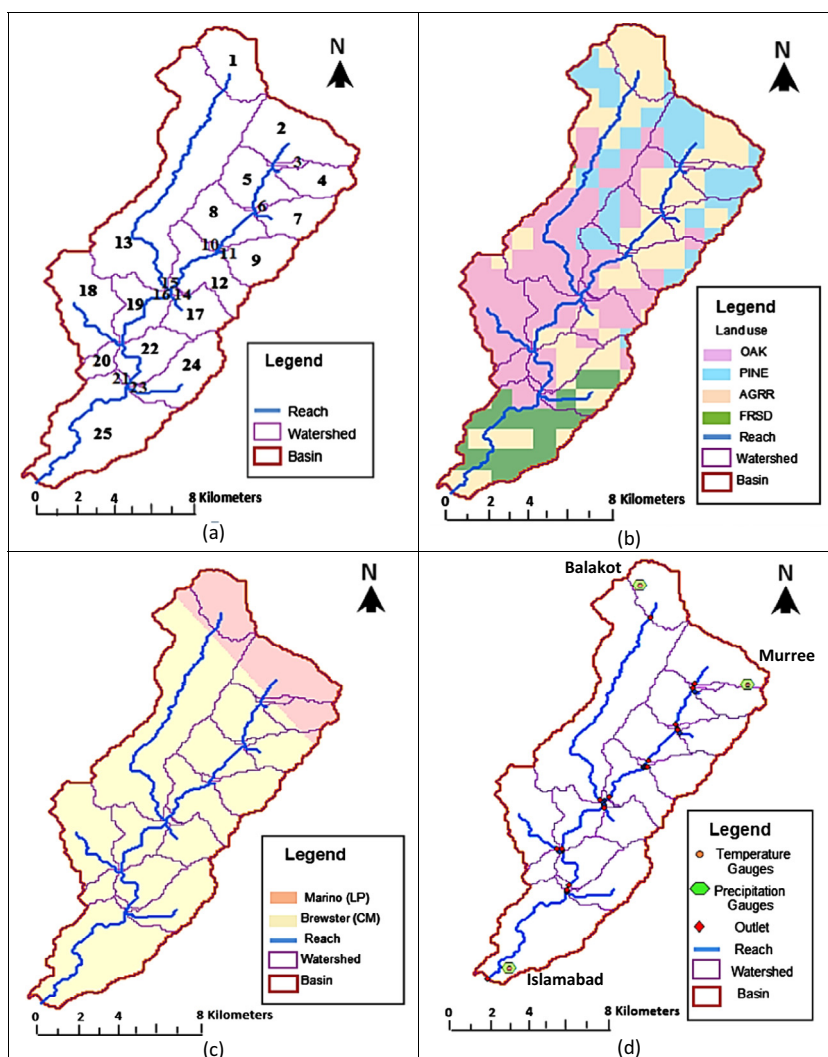 N
1
2
3
5
4
8
6
7
10
11
13
9
15
12
18
16
14
19
17
22
24
20
21
23
25
Legend
Reach
Watershed
Basin
0 2 4 8 Kilometers
(a)
N
Legend
Land use
OAK
PINE
AGRR
FRSD
Reach
Watershed
Basin
0 2 4 8 Kilometers
(b)
N
Legend
Marino (LP)
Brewster (CM)
Reach
Watershed
Basin
0 2 4 8 Kilometers
(c)
Balakot
N
Murree
Legend
Temperature
Gauges
Precipitation
Gauges
Outlet
Reach
Watershed
Basin
Islamabad
0 2 4 8 Kilometers
(d)